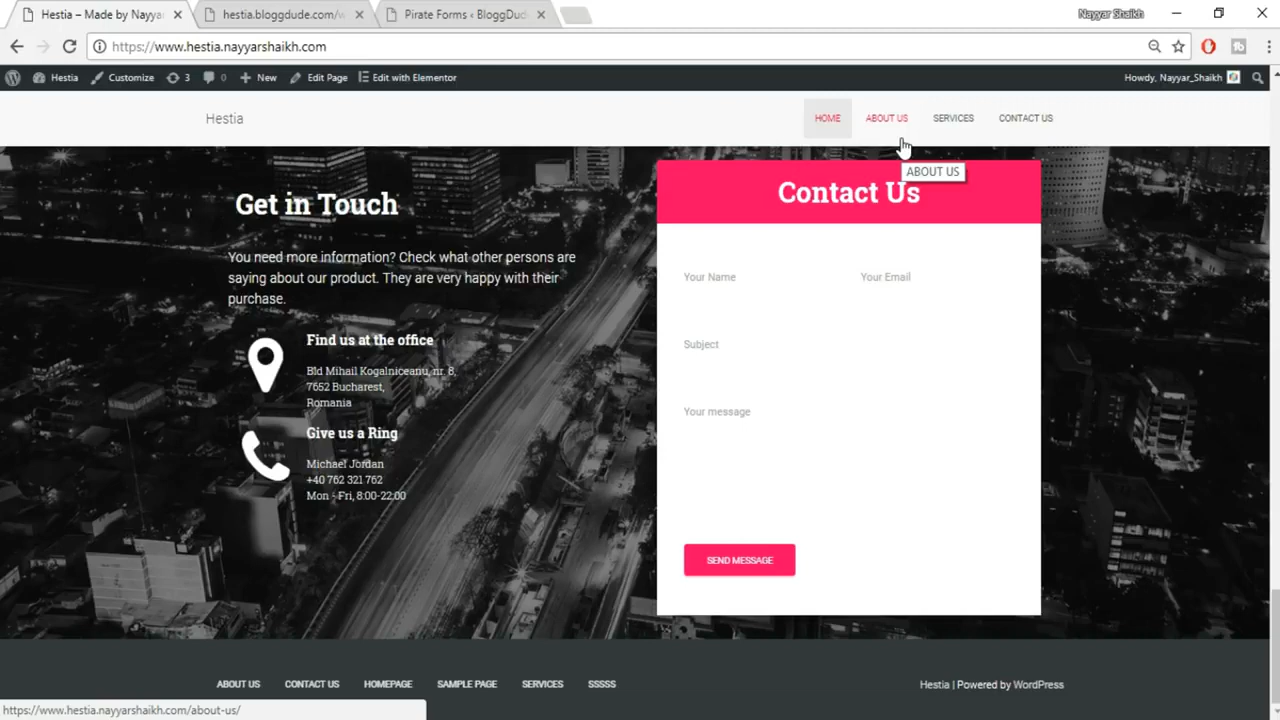 Hestia – Made by Nayya
hestia.bloggdude.com/w
Pirate Forms ‹ BloggDud
Nayyar Shaikh
https://www.hestia.nayyarshaikh.com
Hestia
Customize
3
0
New
Edit Page
Edit with Elementor
Howdy, Nayyar_Shaikh
Hestia
HOME
ABOUT US
SERVICES
CONTACT US
ABOUT US
Get in Touch
You need more information? Check what other persons are
saying about our product. They are very happy with their
purchase.
Find us at the office
Bld Mihail Kogalniceanu, nr. 8,
7652 Bucharest,
Romania
Give us a Ring
Michael Jordan
+40 762 321 762
Mon - Fri, 8:00-22:00
Contact Us
Your Name
Your Email
Subject
Your message
SEND MESSAGE
ABOUT US
CONTACT US
HOMEPAGE
SAMPLE PAGE
SERVICES
SSSSS
Hestia | Powered by WordPress
https://www.hestia.nayyarshaikh.com/about-us/